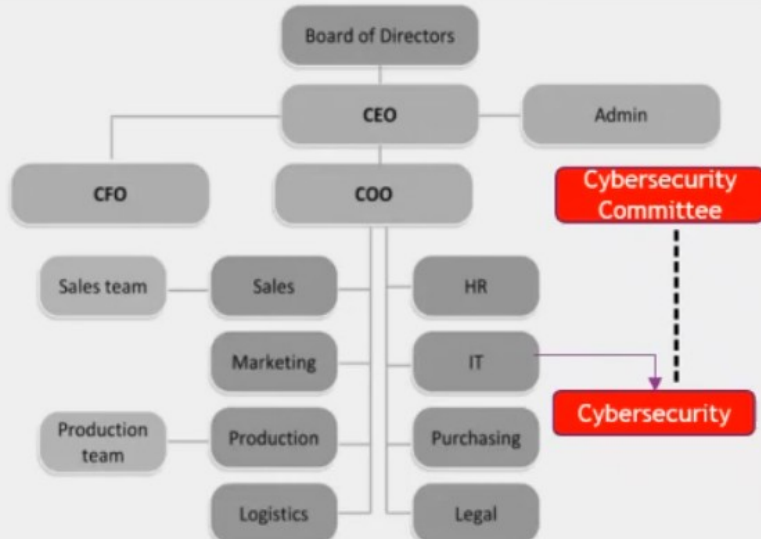 Board of Directors
CEO
Admin
CFO
COO
Cybersecurity
Committee
Sales team
Sales
HR
Marketing
IT
Cybersecurity
Production
team
Production
Purchasing
Logistics
Legal